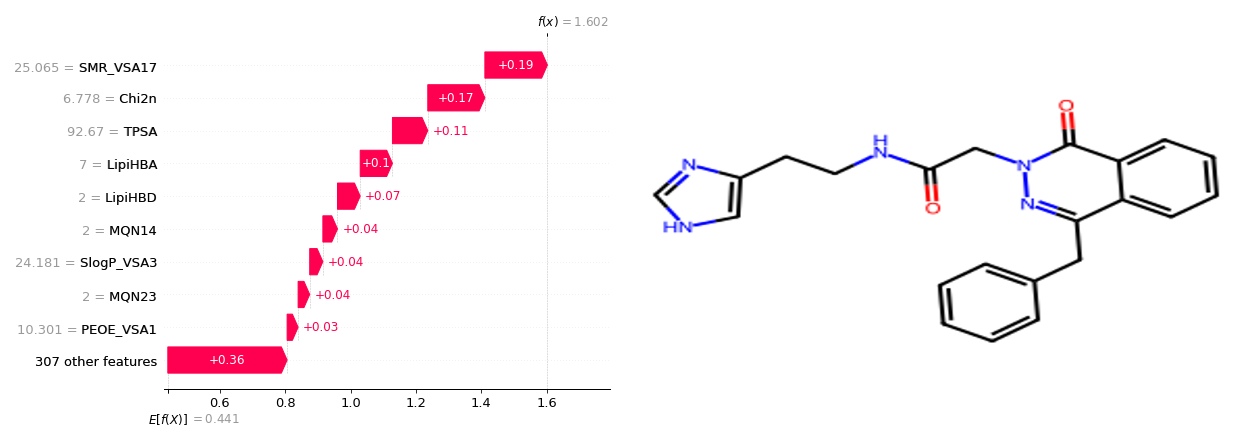 f(x) = 1.602
25.065 = SMR_VSA17
+0.19
6.778 = Chi2n
+0.17
92.67 = TPSA
+0.11
7 = LipiHBA
+0.1
2 = LipiHBD
+0.07
2 = MQN14
+0.04
24.181 = SlogP_VSA3
+0.04
2 = MQN23
+0.04
10.301 = PEOE_VSA1
+0.03
307 other features
+0.36
0.6 0.8 1.0 1.2 1.4 1.6
E[f(X)] = 0.441
N
HN
H
N
O
N
N
O